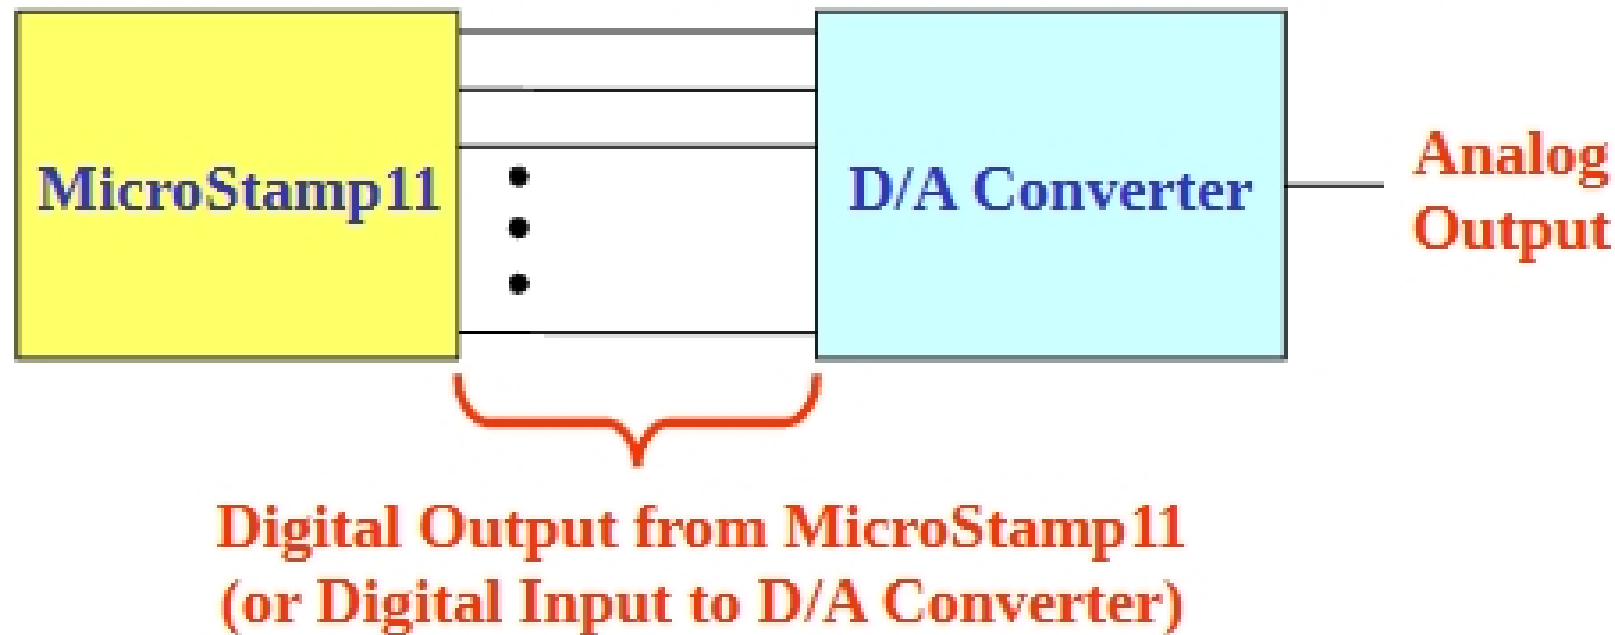 MicroStamp11
D/A Converter
Analog
Output
Digital Output from MicroStamp11
(or Digital Input to D/A Converter)